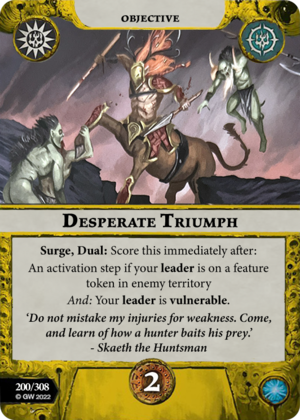 OBJECTIVE
DESPERATE TRIUMPH
Surge, Dual: Score this immediately after:
An activation step if your leader is on a feature
token in enemy territory
And: Your leader is vulnerable.
‘Do not mistake my injuries for weakness. Come,
and learn of how a hunter baits his prey.’
- Skaeth the Huntsman
200/308
© GW 2022
2